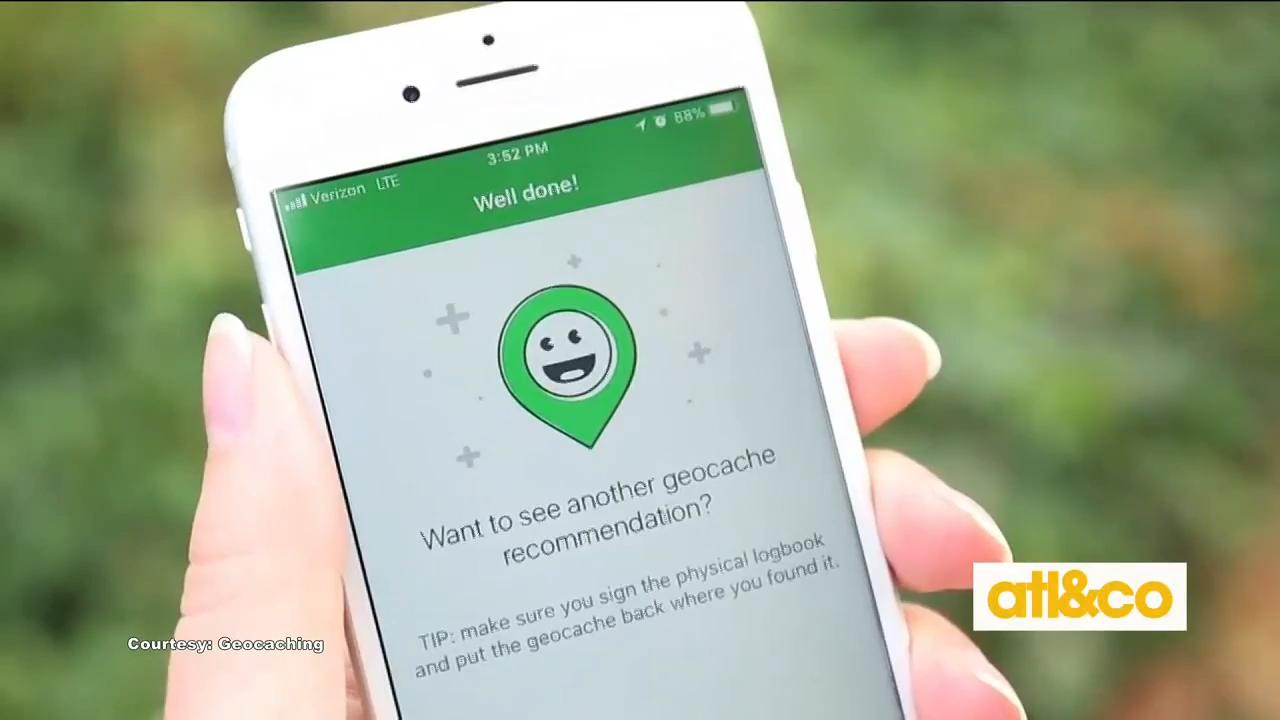 Verizon LTE
3:52 PM
88%
Well done!
Want to see another geocache
recommendation?
TIP: make sure you sign the physical logbook
and put the geocache back where you found it.
Courtesy: Geocaching
atl&co